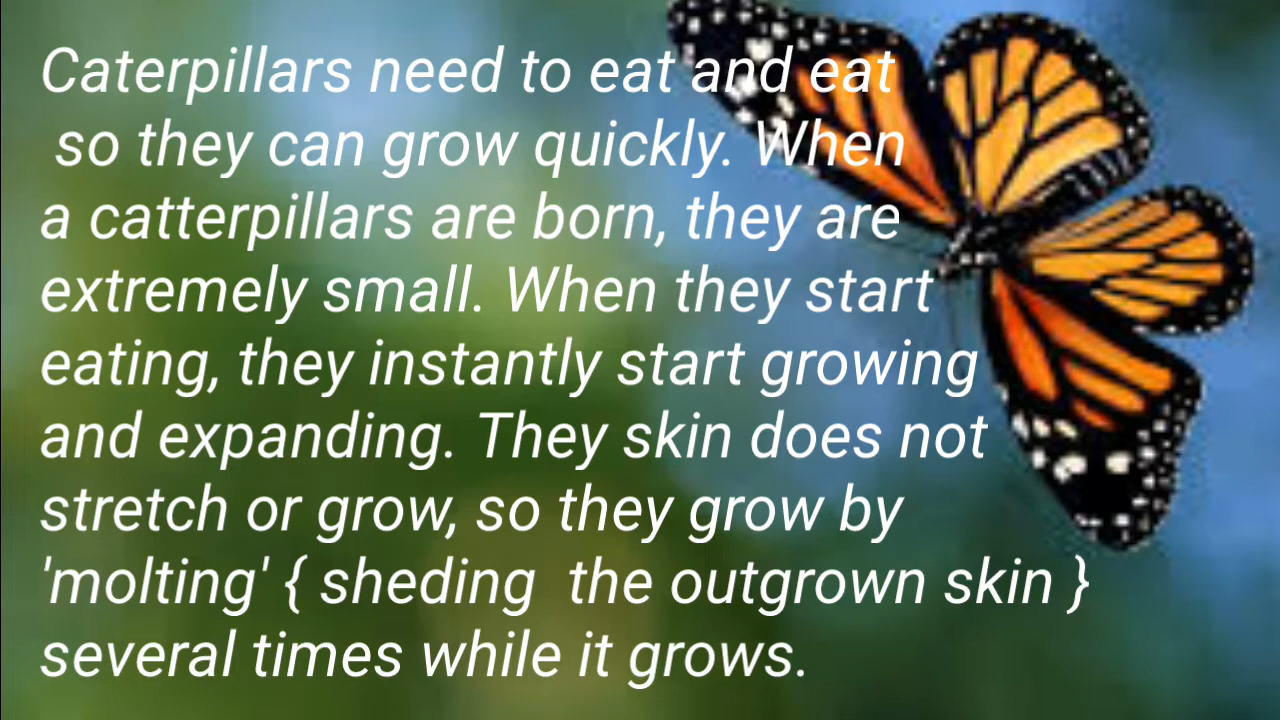 Caterpillars need to eat and eat
so they can grow quickly. When
a catterpillars are born, they are
extremely small. When they start
eating, they instantly start growing
and expanding. They skin does not
stretch or grow, so they grow by
'molting' { sheding  the outgrown skin }
several times while it grows.